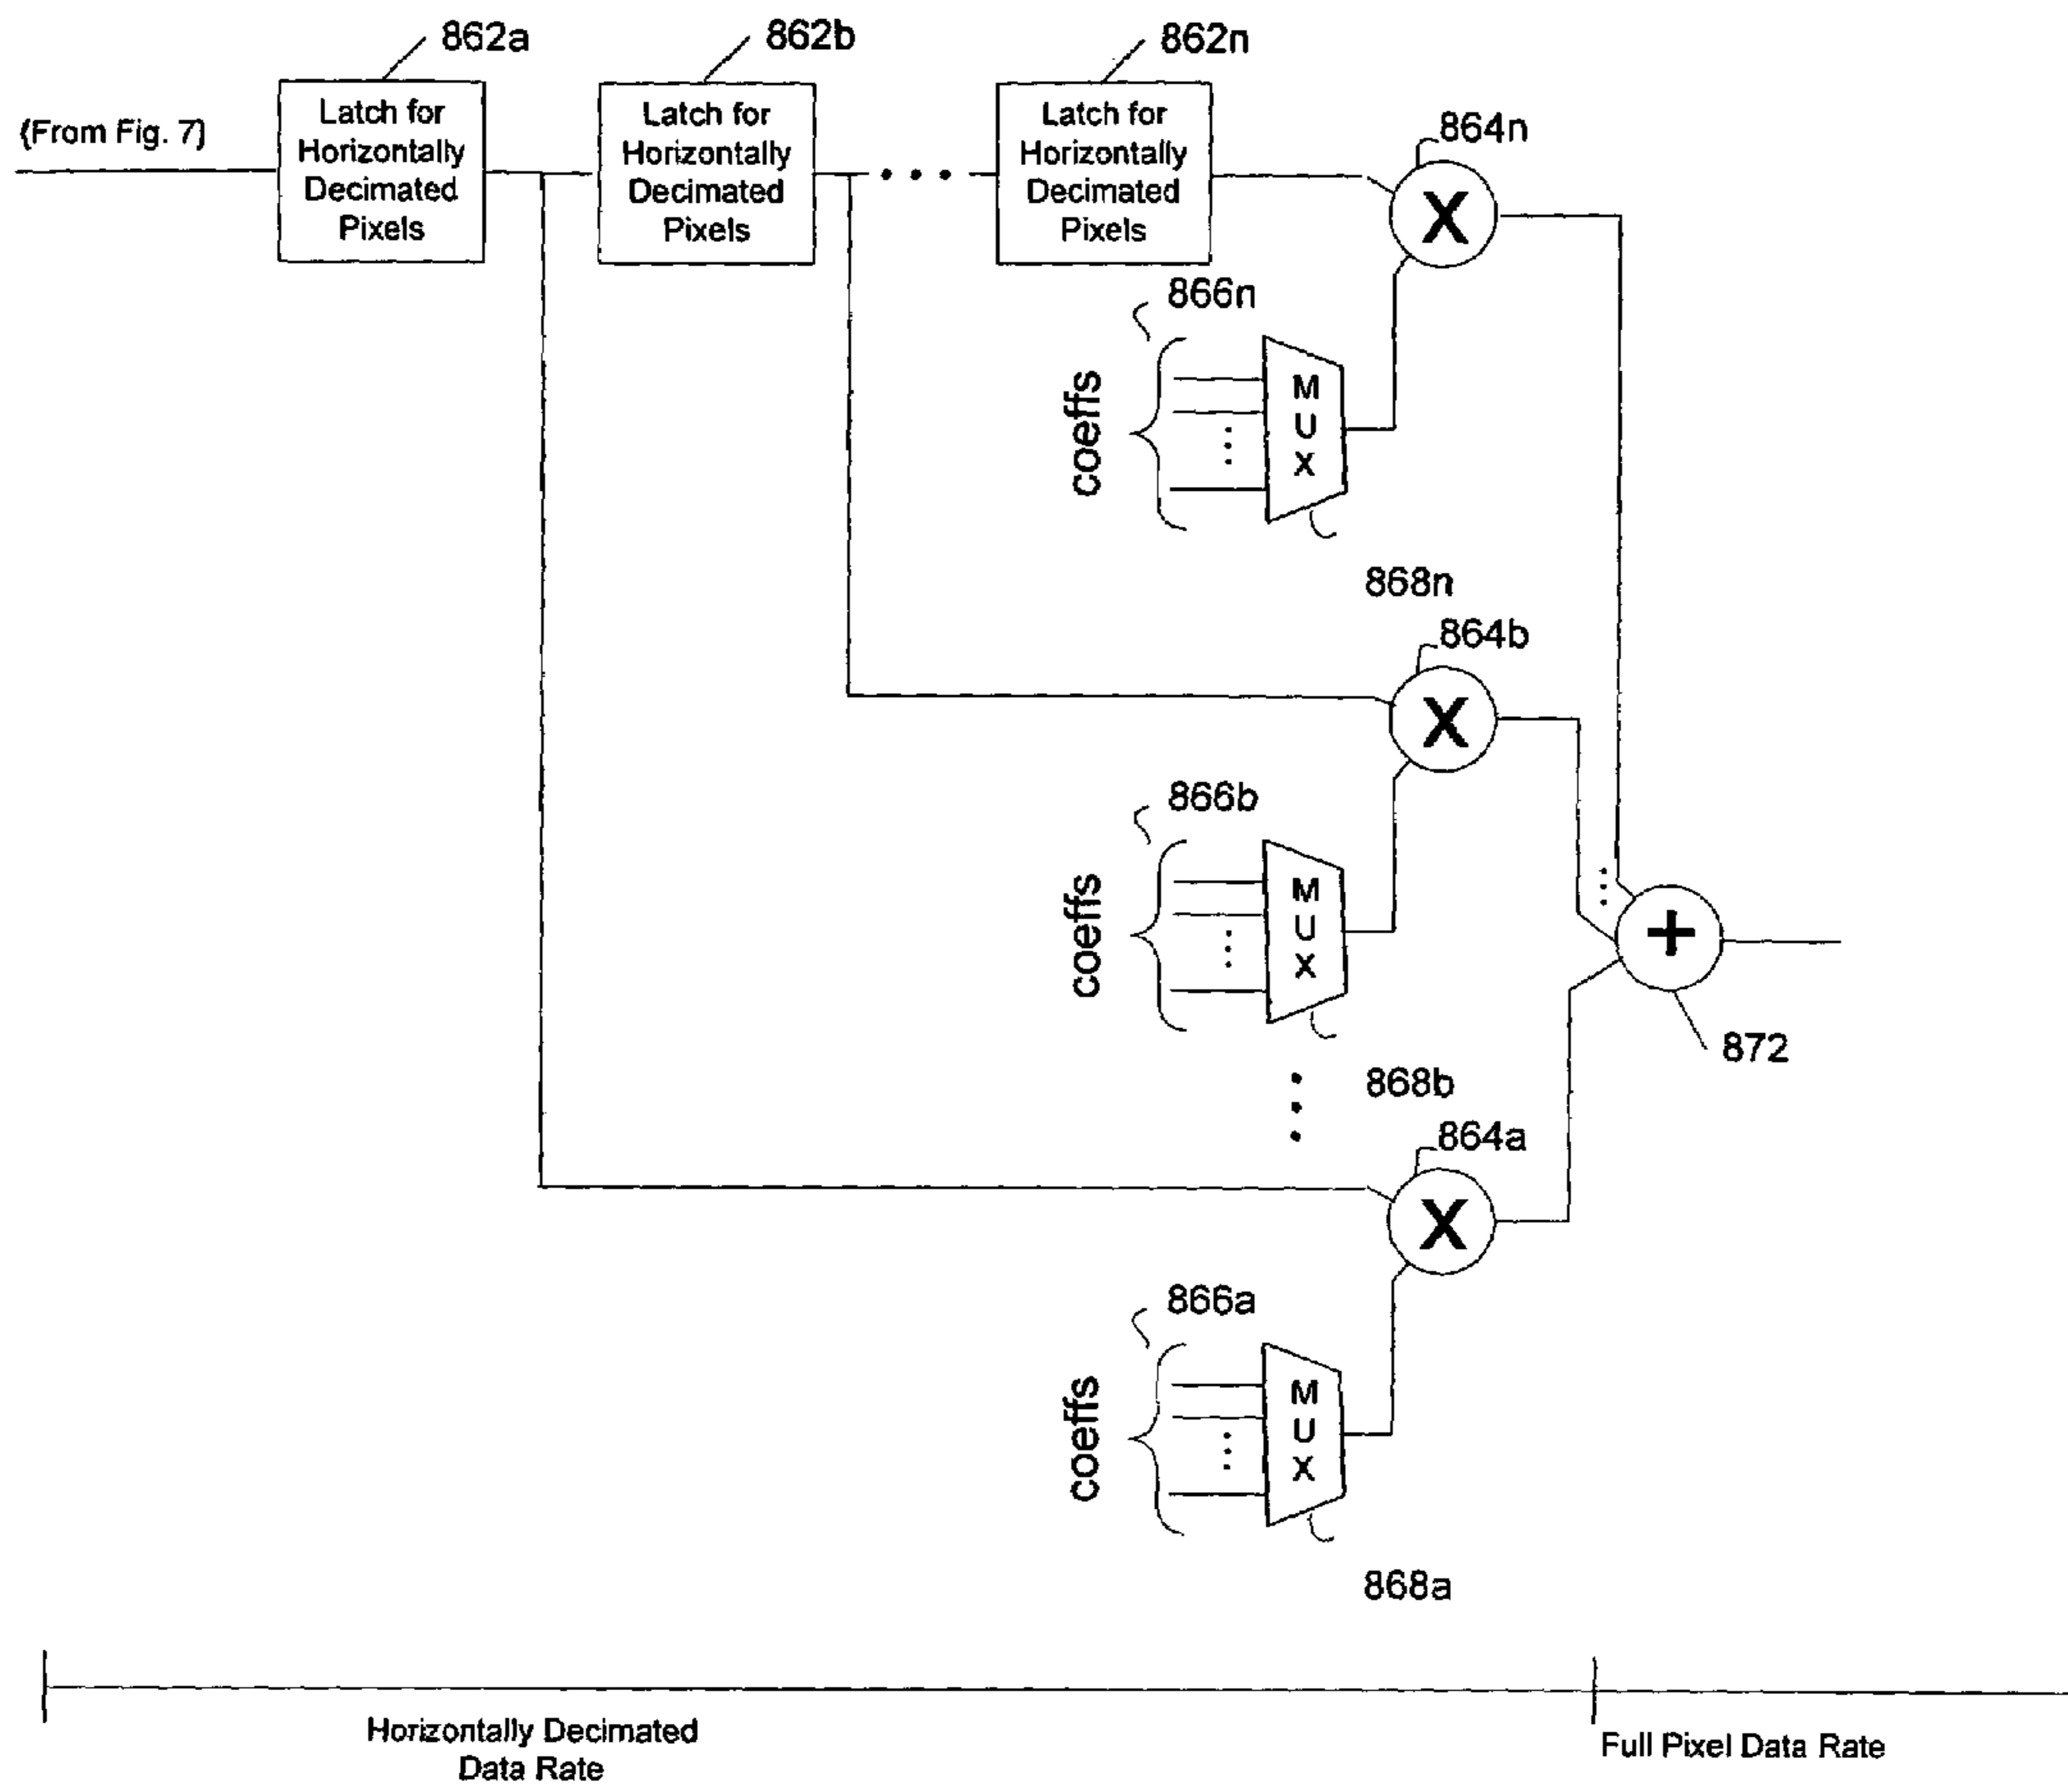 862a
862b
862n
(From Fig. 7)
Latch for
Horizontally
Decimated
Pixels
Latch for
Horizontally
Decimated
Pixels
Latch for
Horizontally
Decimated
Pixels
864n
X
866n
coeffs
M
U
X
868n
864b
X
866b
coeffs
M
U
X
+
872
868b
864a
X
866a
coeffs
M
U
X
868a
Horizontally Decimated
Data Rate
Full Pixel Data Rate